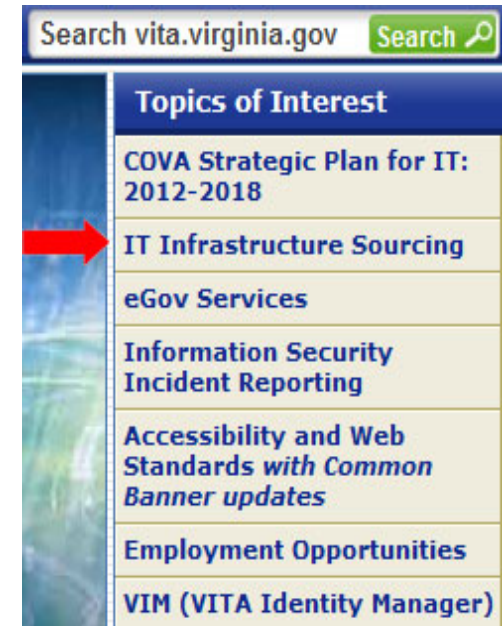 Search vita.virginia.gov Search
Topics of Interest
COVA Strategic Plan for IT:
2012-2018
IT Infrastructure Sourcing
eGov Services
Information Security
Incident Reporting
Accessibility and Web
Standards with Common
Banner updates
Employment Opportunities
VIM (VITA Identity Manager)